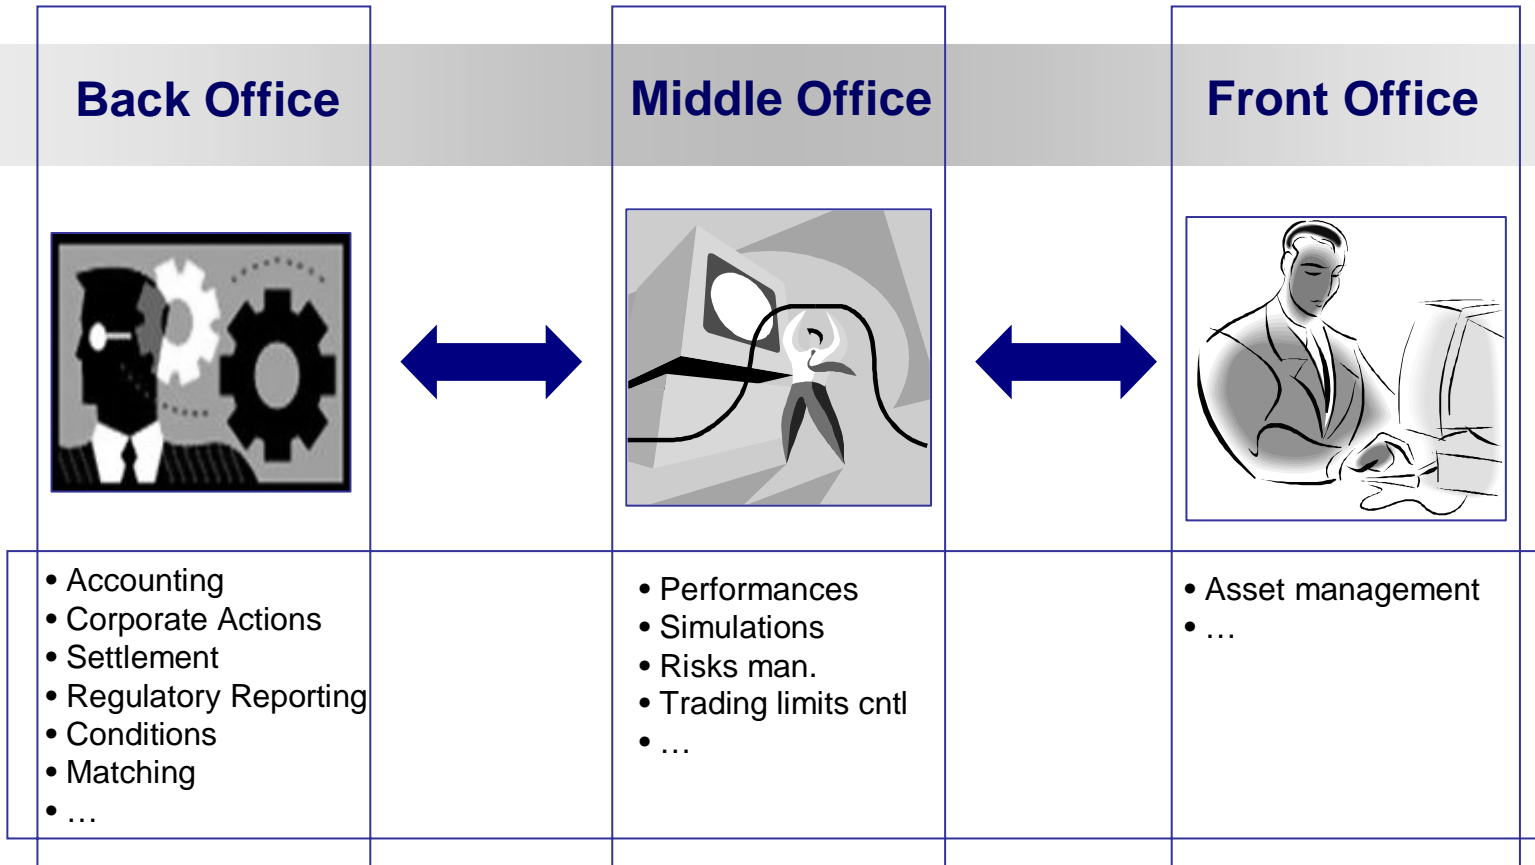 Back Office
Middle Office
Front Office
• Accounting
• Corporate Actions
• Settlement
• Regulatory Reporting
• Conditions
• Matching
• …
• Performances
• Simulations
• Risks man.
• Trading limits cntl
• …
• Asset management
• …